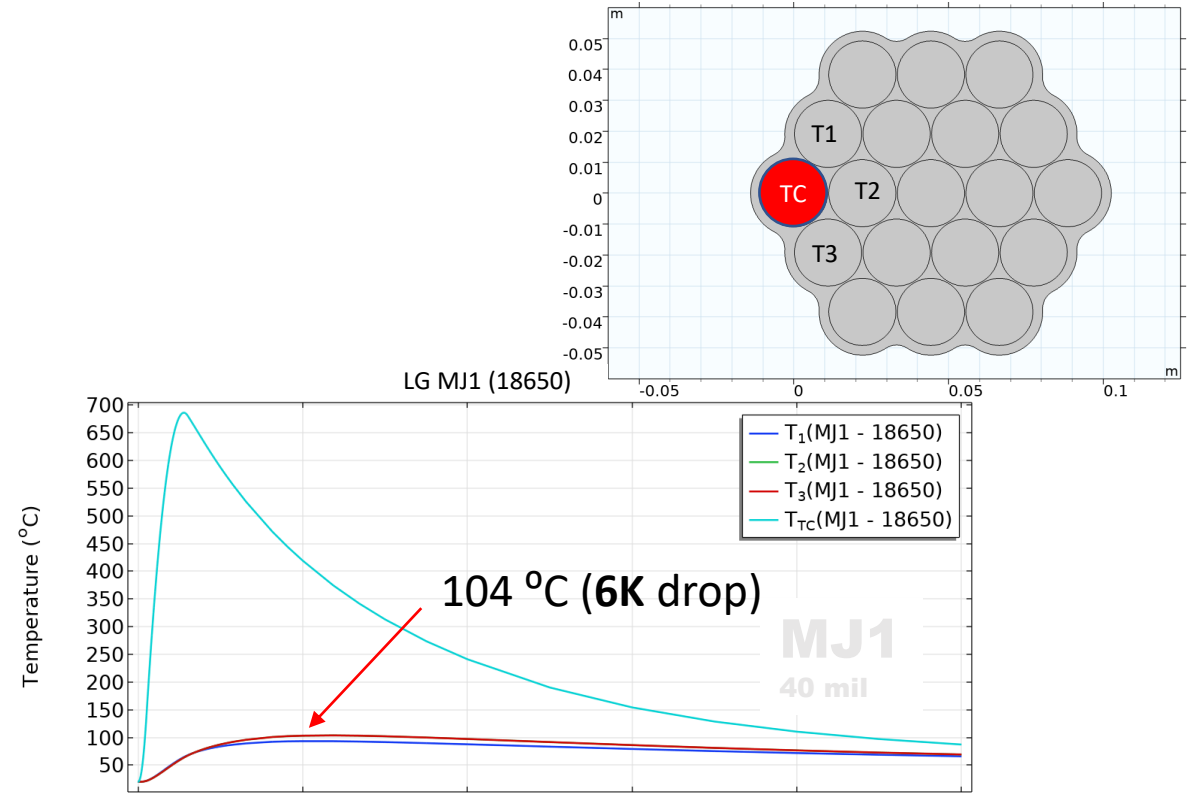 m
0.05
0.04
0.03
0.02
0.01
0
-0.01
-0.02
-0.03
-0.04
-0.05
T1
TC
T2
T3
m
-0.05 0 0.05 0.1
LG MJ1 (18650)
700
650
600
550
500
450
400
350
300
250
200
150
100
50
Temperature (°C)
T₁(MJ1 - 18650)
T₂(MJ1 - 18650)
T₃(MJ1 - 18650)
T_TC(MJ1 - 18650)
104 °C (6K drop)
MJ1
40 mil